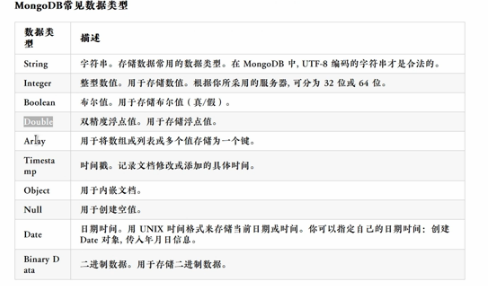 MongoDB常见数据类型
数据类
型
描述
String
字符串。存储数据常用的数据类型。在 MongoDB 中, UTF-8 编码的字符串才是合法的。
Integer
整型数值。用于存储数值。根据你所采用的服务器, 可分为 32 位或 64 位。
Boolean
布尔值。用于存储布尔值（真/假）。
Double
双精度浮点值。用于存储浮点值。
Array
用于将数组或列表或多个值存储为一个键。
Timesta
mp
时间戳。记录文档修改或添加的具体时间。
Object
用于内嵌文档。
Null
用于创建空值。
Date
日期时间。用 UNIX 时间格式来存储当前日期或时间。你可以指定自己的日期时间：创建
Date 对象, 传入年月日信息。
Binary D
ata
二进制数据。用于存储二进制数据。